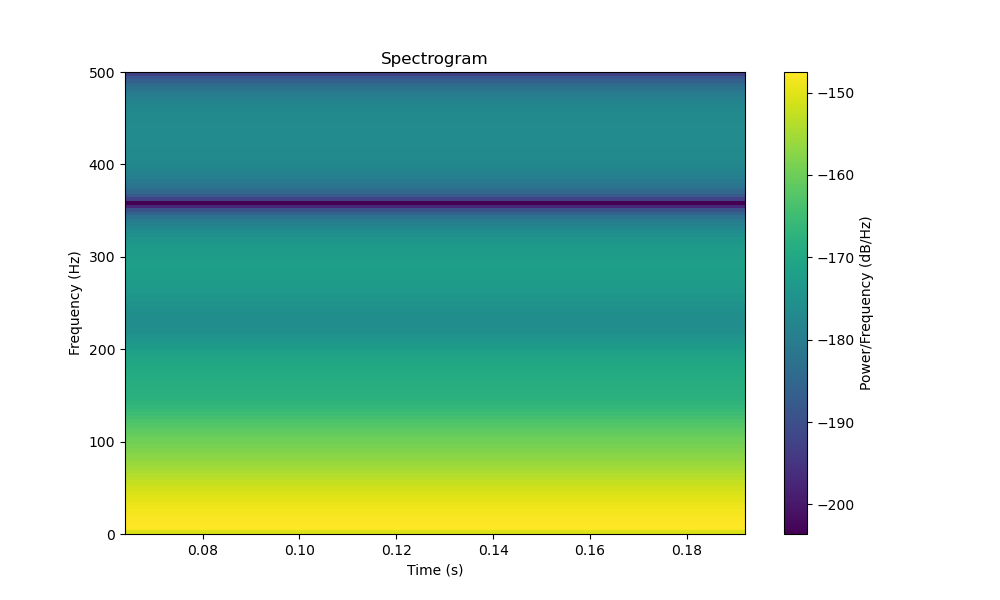 Spectrogram
500
400
300
200
100
0
Frequency (Hz)
0.08 0.10 0.12 0.14 0.16 0.18
Time (s)
−150
−160
−170
−180
−190
−200
Power/Frequency (dB/Hz)